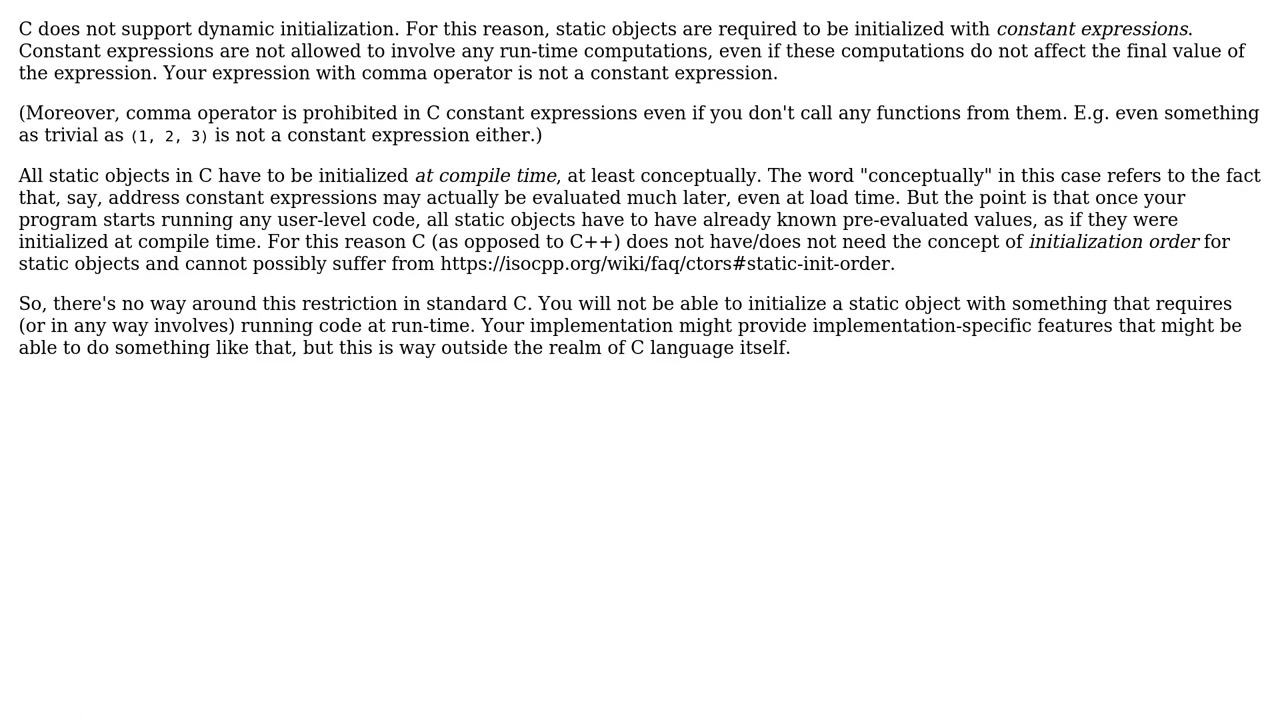 C does not support dynamic initialization. For this reason, static objects are required to be initialized with constant expressions.
Constant expressions are not allowed to involve any run-time computations, even if these computations do not affect the final value of
the expression. Your expression with comma operator is not a constant expression.
(Moreover, comma operator is prohibited in C constant expressions even if you don't call any functions from them. E.g. even something
as trivial as (1, 2, 3) is not a constant expression either.)
All static objects in C have to be initialized at compile time, at least conceptually. The word "conceptually" in this case refers to the fact
that, say, address constant expressions may actually be evaluated much later, even at load time. But the point is that once your
program starts running any user-level code, all static objects have to have already known pre-evaluated values, as if they were
initialized at compile time. For this reason C (as opposed to C++) does not have/does not need the concept of initialization order for
static objects and cannot possibly suffer from https://isocpp.org/wiki/faq/ctors#static-init-order.
So, there's no way around this restriction in standard C. You will not be able to initialize a static object with something that requires
(or in any way involves) running code at run-time. Your implementation might provide implementation-specific features that might be
able to do something like that, but this is way outside the realm of C language itself.